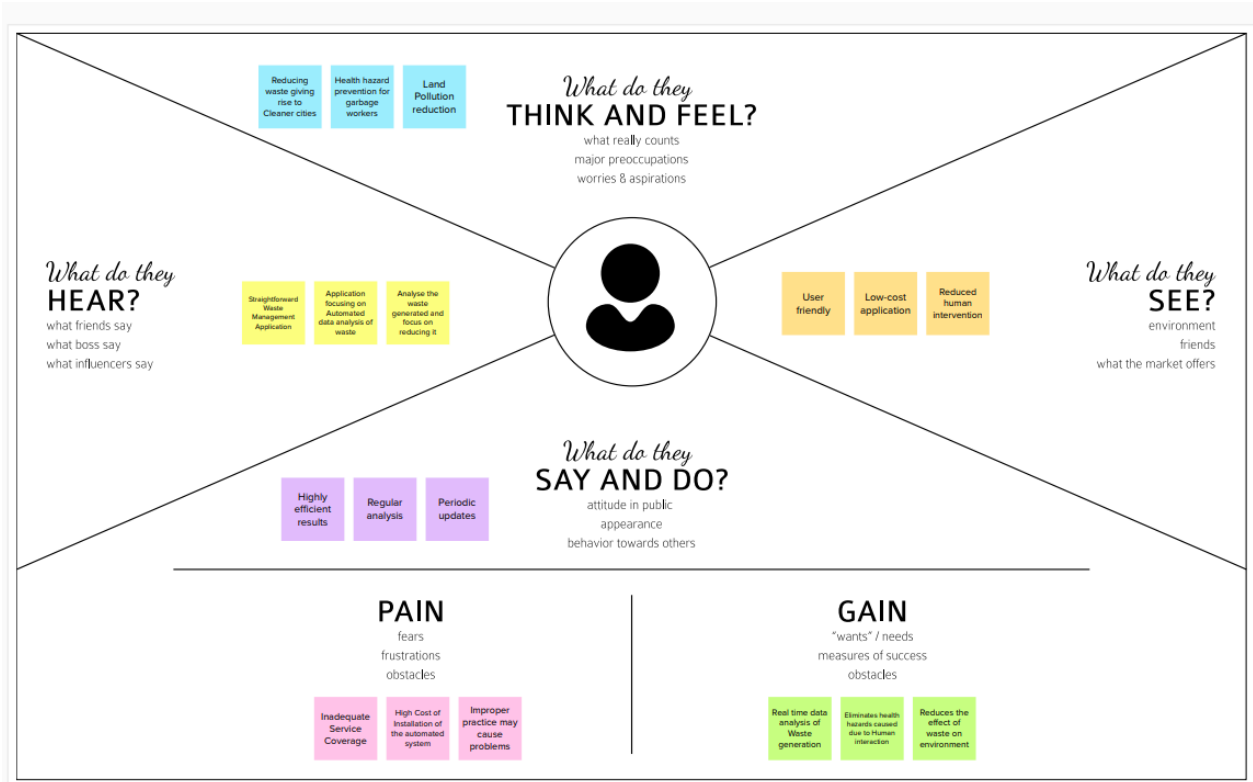 Reducing
waste giving
rise to
Cleaner cities
Health hazard
prevention for
garbage
workers
Land
Pollution
reduction
What do they
THINK AND FEEL?
what really counts
major preoccupations
worries & aspirations
What do they
HEAR?
what friends say
what boss say
what influencers say
Straightforward
Waste
Management
Application
Application
focusing on
Automated
data analysis of
waste
Analyse the
waste
generated and
focus on
reducing it
User
friendly
Low-cost
application
Reduced
human
intervention
What do they
SEE?
environment
friends
what the market offers
What do they
SAY AND DO?
attitude in public
appearance
behavior towards others
Highly
efficient
results
Regular
analysis
Periodic
updates
PAIN
fears
frustrations
obstacles
Inadequate
Service
Coverage
High Cost of
Installation of
the automated
system
Improper
practice may
cause
problems
GAIN
"wants" / needs
measures of success
obstacles
Real time data
analysis of
Waste
generation
Eliminates health
hazards caused
due to Human
interaction
Reduces the
effect of
waste on
environment